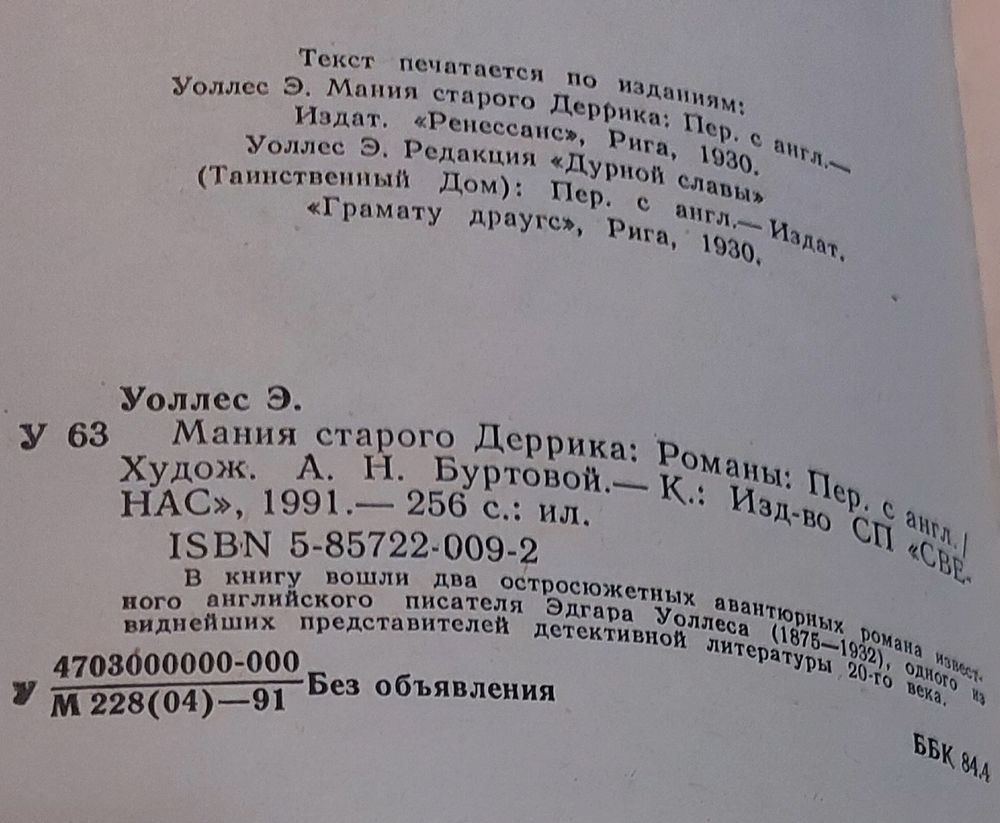 Текст печатается по изданиям:
Уоллес Э. Мания старого Деррика: Пер. с англ.—
Издат. «Ренессанс», Рига, 1930.
Уоллес Э. Редакция «Дурной славы»
(Таинственный Дом): Пер. с англ.— Издат.
«Грамату драугс», Рига, 1930.
Уоллес Э.
У 63 Мания старого Деррика: Романы: Пер. с англ./
Худож. А. Н. Буртовой.— К.: Изд-во СП «СВЕ-
НАС», 1991.— 256 с.: ил.
ISBN 5-85722-009-2
В книгу вошли два остросюжетных авантюрных романа извест-
ного английского писателя Эдгара Уоллеса (1875—1932), одного из
виднейших представителей детективной литературы 20-го века.
У 4703000000-000
М 228(04)—91 Без объявления
ББК 84.4